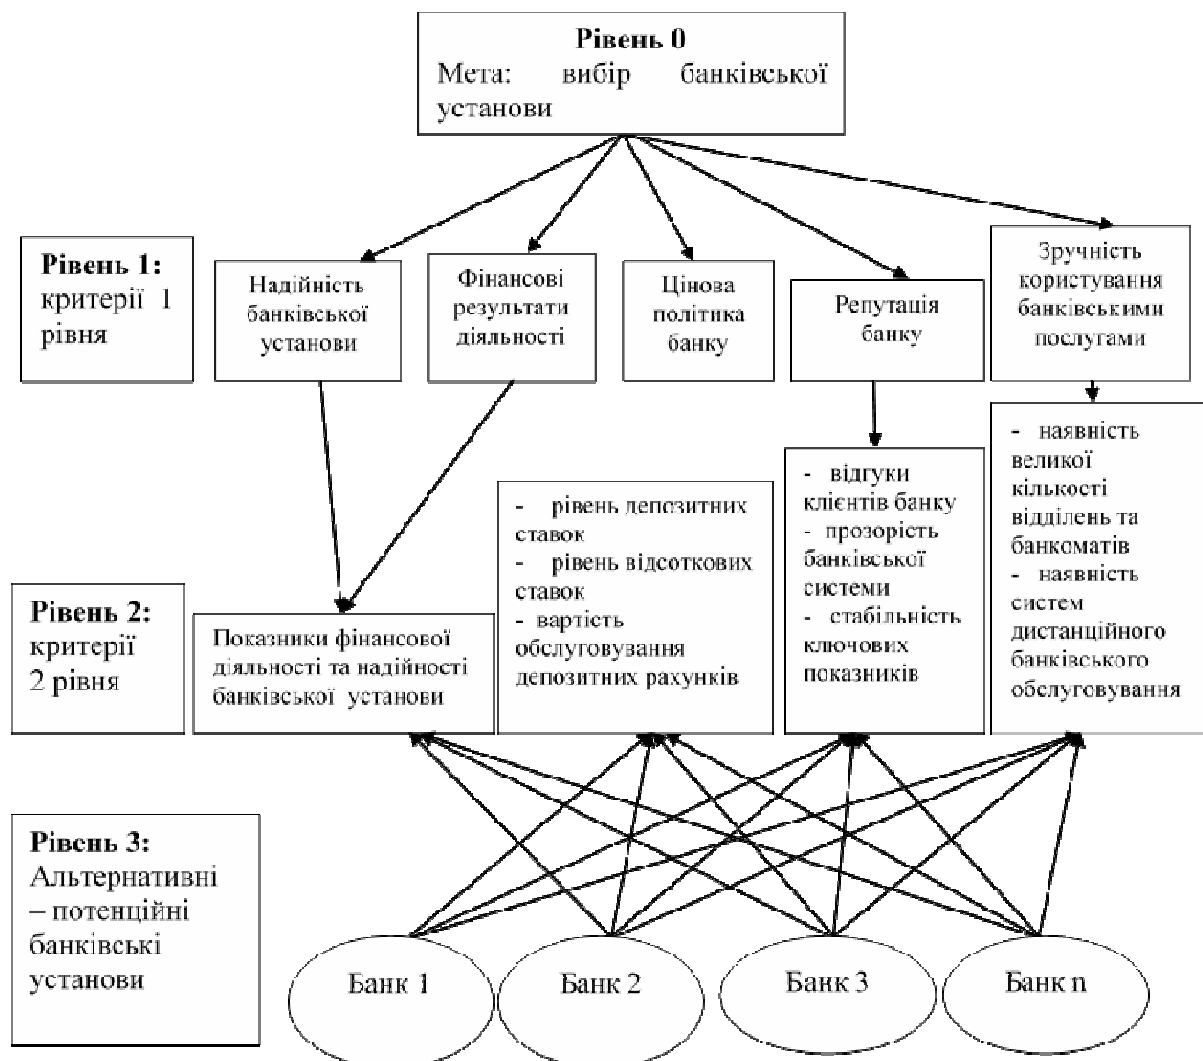 Рівень 0
Мета: вибір банківської
установи
Рівень 1:
критерії 1
рівня
Надійність
банківської
установи
Фінансові
результати
діяльності
Цінова
політика
банку
Репутація
банку
Зручність
користування
банківськими
послугами
Рівень 2:
критерії
2 рівня
Показники фінансової
діяльності та надійності
банківської установи
- рівень депозитних
ставок
- рівень відсоткових
ставок
- вартість
обслуговування
депозитних рахунків
- відгуки
клієнтів банку
- прозорість
банківської
системи
- стабільність
ключових
показників
- наявність
великої
кількості
відділень та
банкоматів
- наявність
систем
дистанційного
банківського
обслуговування
Рівень 3:
Альтернативні
– потенційні
банківські
установи
Банк 1
Банк 2
Банк 3
Банк n